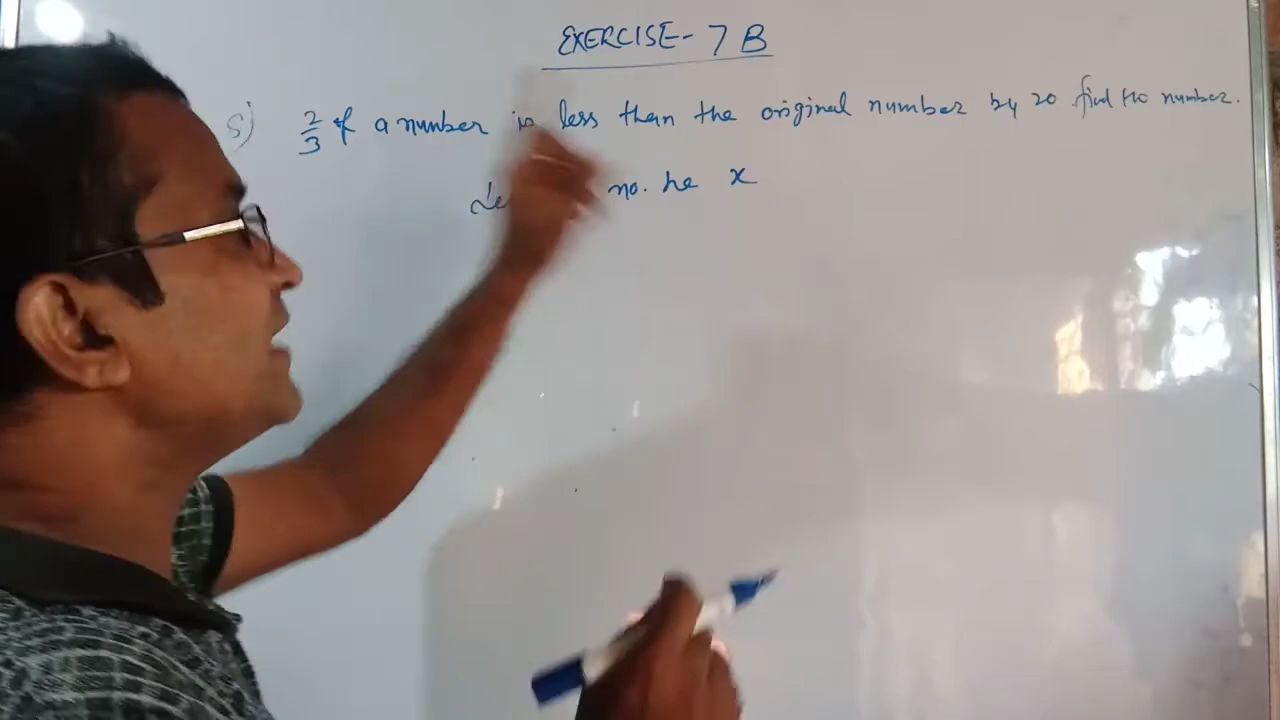 EXERCISE- 7 B
5) 2/3 of a number is less than the original number by 20 find the number.
no. be x